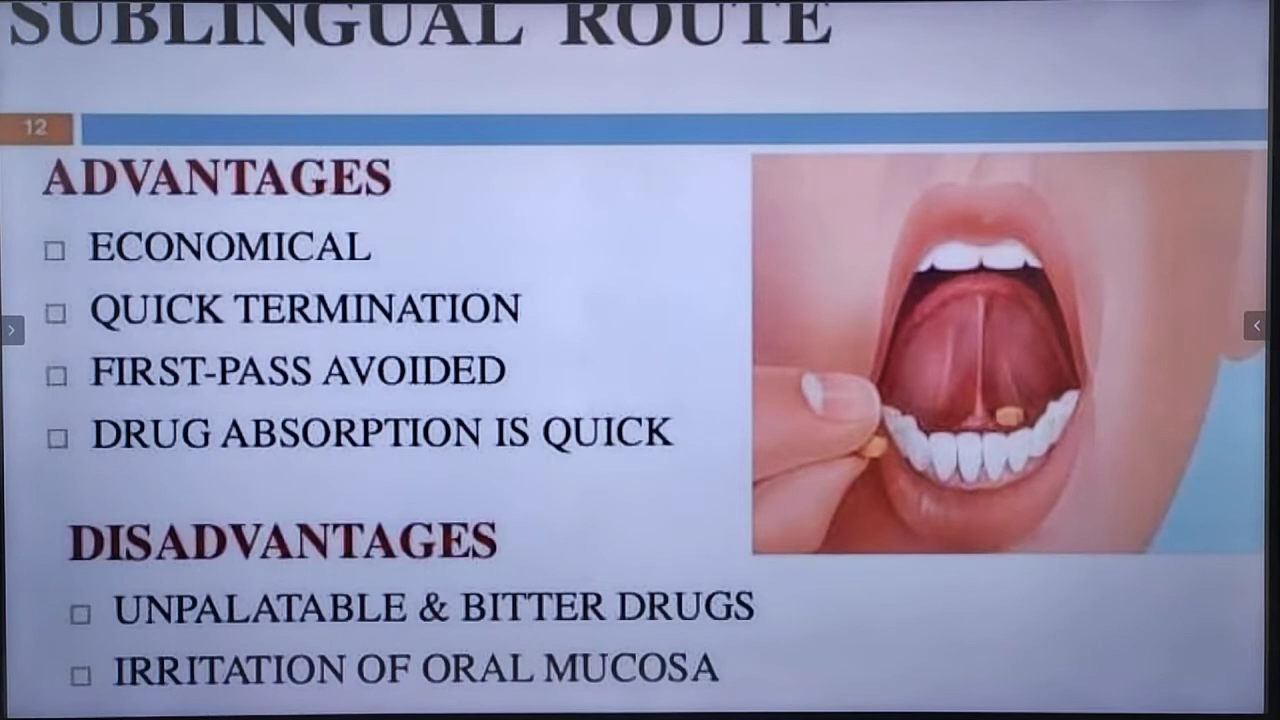 SUBLINGUAL ROUTE
12
ADVANTAGES
ECONOMICAL
QUICK TERMINATION
FIRST-PASS AVOIDED
DRUG ABSORPTION IS QUICK
DISADVANTAGES
UNPALATABLE & BITTER DRUGS
IRRITATION OF ORAL MUCOSA